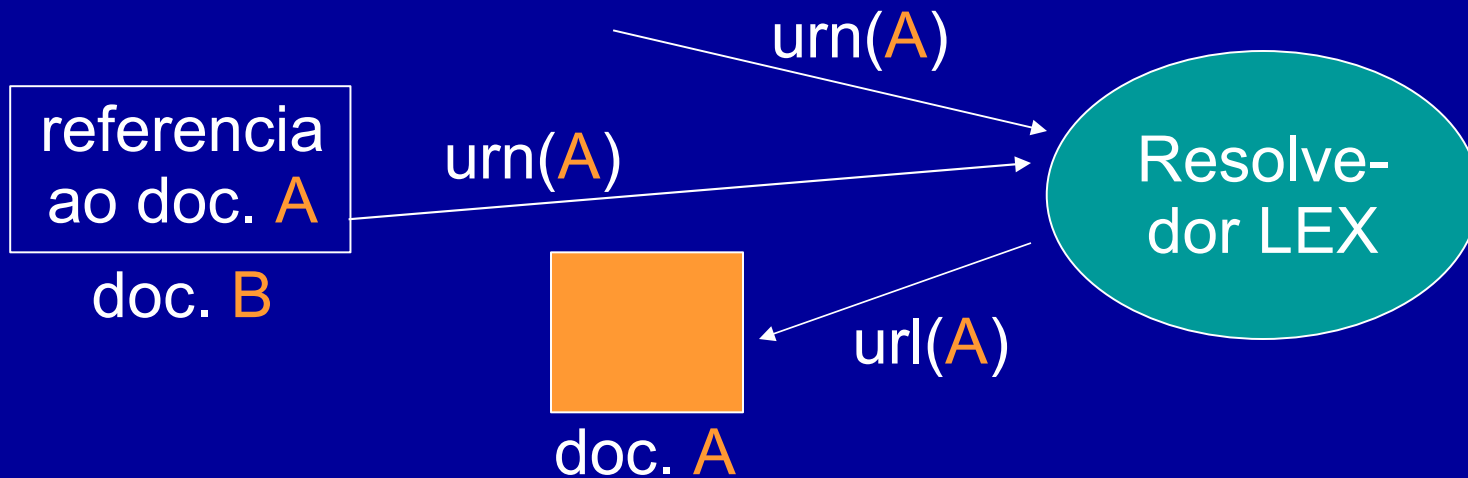 urn(A)
referencia
ao doc. A
urn(A)
Resolve-
dor LEX
doc. B
url(A)
doc. A